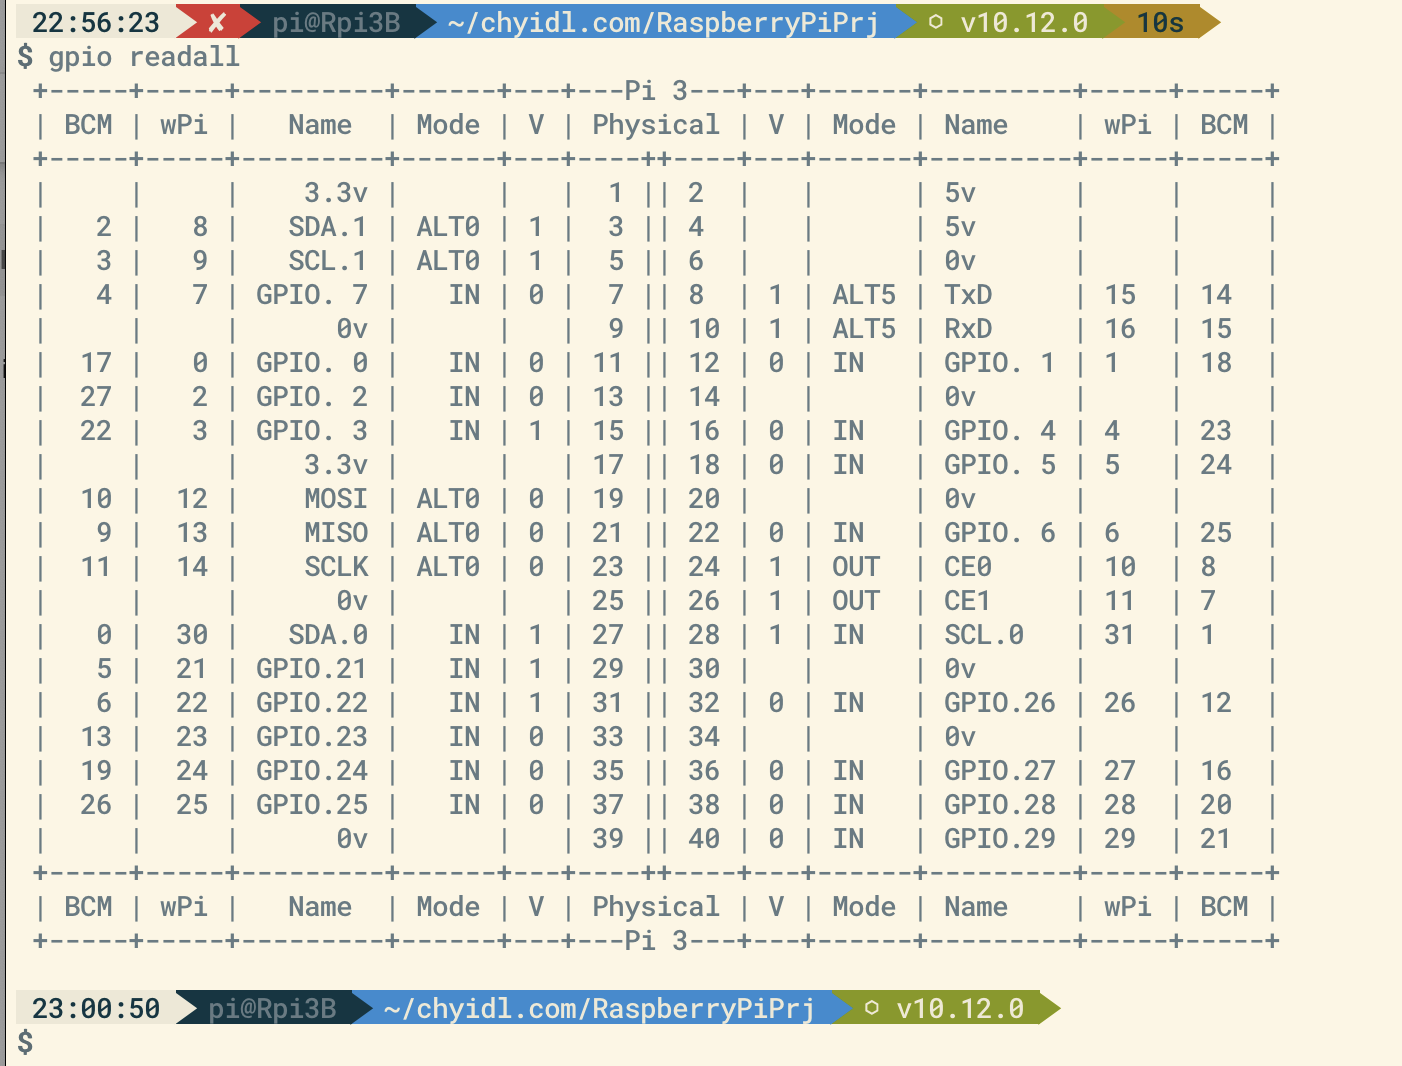 22:56:23 ✘ pi@Rpi3B ~/chyidl.com/RaspberryPiPrj ⬡ v10.12.0 10s
$ gpio readall
 +-----+-----+---------+------+---+---Pi 3---+---+------+---------+-----+-----+
 | BCM | wPi |   Name  | Mode | V | Physical | V | Mode | Name    | wPi | BCM |
 +-----+-----+---------+------+---+----++----+---+------+---------+-----+-----+
 |     |     |    3.3v |      |   |  1 || 2  |   |      | 5v      |     |     |
 |   2 |   8 |   SDA.1 | ALT0 | 1 |  3 || 4  |   |      | 5v      |     |     |
 |   3 |   9 |   SCL.1 | ALT0 | 1 |  5 || 6  |   |      | 0v      |     |     |
 |   4 |   7 | GPIO. 7 |   IN | 0 |  7 || 8  | 1 | ALT5 | TxD     | 15  | 14  |
 |     |     |      0v |      |   |  9 || 10 | 1 | ALT5 | RxD     | 16  | 15  |
 |  17 |   0 | GPIO. 0 |   IN | 0 | 11 || 12 | 0 | IN   | GPIO. 1 | 1   | 18  |
 |  27 |   2 | GPIO. 2 |   IN | 0 | 13 || 14 |   |      | 0v      |     |     |
 |  22 |   3 | GPIO. 3 |   IN | 1 | 15 || 16 | 0 | IN   | GPIO. 4 | 4   | 23  |
 |     |     |    3.3v |      |   | 17 || 18 | 0 | IN   | GPIO. 5 | 5   | 24  |
 |  10 |  12 |    MOSI | ALT0 | 0 | 19 || 20 |   |      | 0v      |     |     |
 |   9 |  13 |    MISO | ALT0 | 0 | 21 || 22 | 0 | IN   | GPIO. 6 | 6   | 25  |
 |  11 |  14 |    SCLK | ALT0 | 0 | 23 || 24 | 1 | OUT  | CE0     | 10  | 8   |
 |     |     |      0v |      |   | 25 || 26 | 1 | OUT  | CE1     | 11  | 7   |
 |   0 |  30 |   SDA.0 |   IN | 1 | 27 || 28 | 1 | IN   | SCL.0   | 31  | 1   |
 |   5 |  21 | GPIO.21 |   IN | 1 | 29 || 30 |   |      | 0v      |     |     |
 |   6 |  22 | GPIO.22 |   IN | 1 | 31 || 32 | 0 | IN   | GPIO.26 | 26  | 12  |
 |  13 |  23 | GPIO.23 |   IN | 0 | 33 || 34 |   |      | 0v      |     |     |
 |  19 |  24 | GPIO.24 |   IN | 0 | 35 || 36 | 0 | IN   | GPIO.27 | 27  | 16  |
 |  26 |  25 | GPIO.25 |   IN | 0 | 37 || 38 | 0 | IN   | GPIO.28 | 28  | 20  |
 |     |     |      0v |      |   | 39 || 40 | 0 | IN   | GPIO.29 | 29  | 21  |
 +-----+-----+---------+------+---+----++----+---+------+---------+-----+-----+
 | BCM | wPi |   Name  | Mode | V | Physical | V | Mode | Name    | wPi | BCM |
 +-----+-----+---------+------+---+---Pi 3---+---+------+---------+-----+-----+
23:00:50 pi@Rpi3B ~/chyidl.com/RaspberryPiPrj ⬡ v10.12.0
$